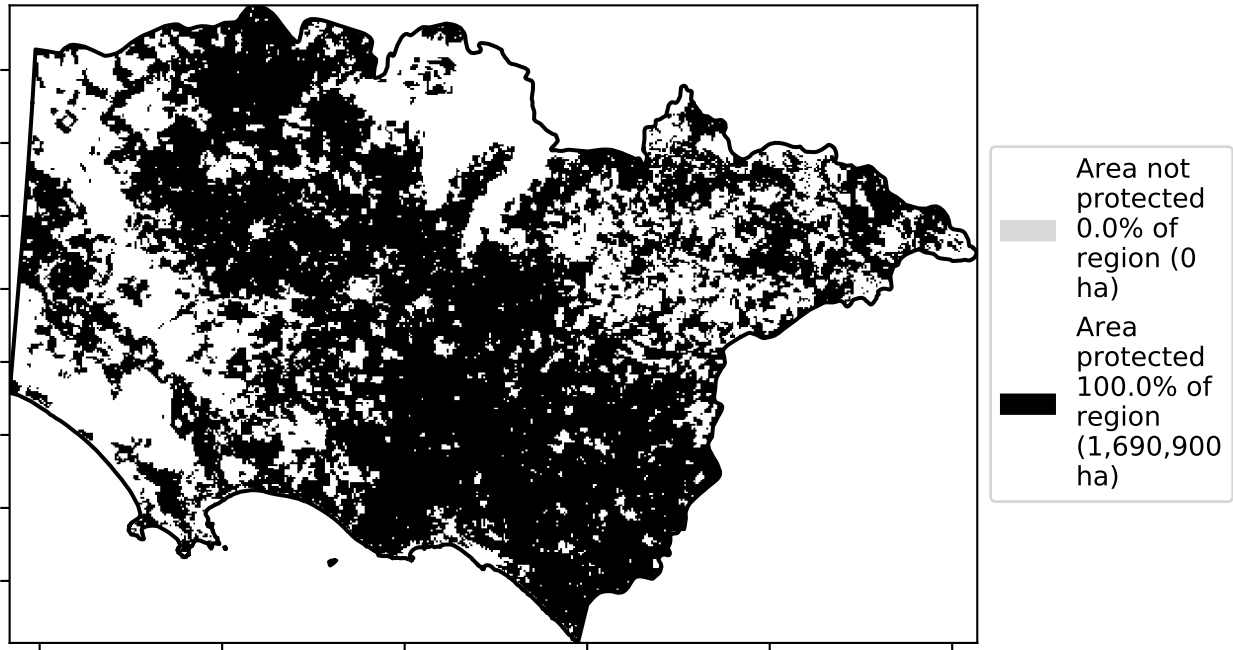 Area not
protected
0.0% of
region (0
ha)
Area
protected
100.0% of
region
(1,690,900
ha)